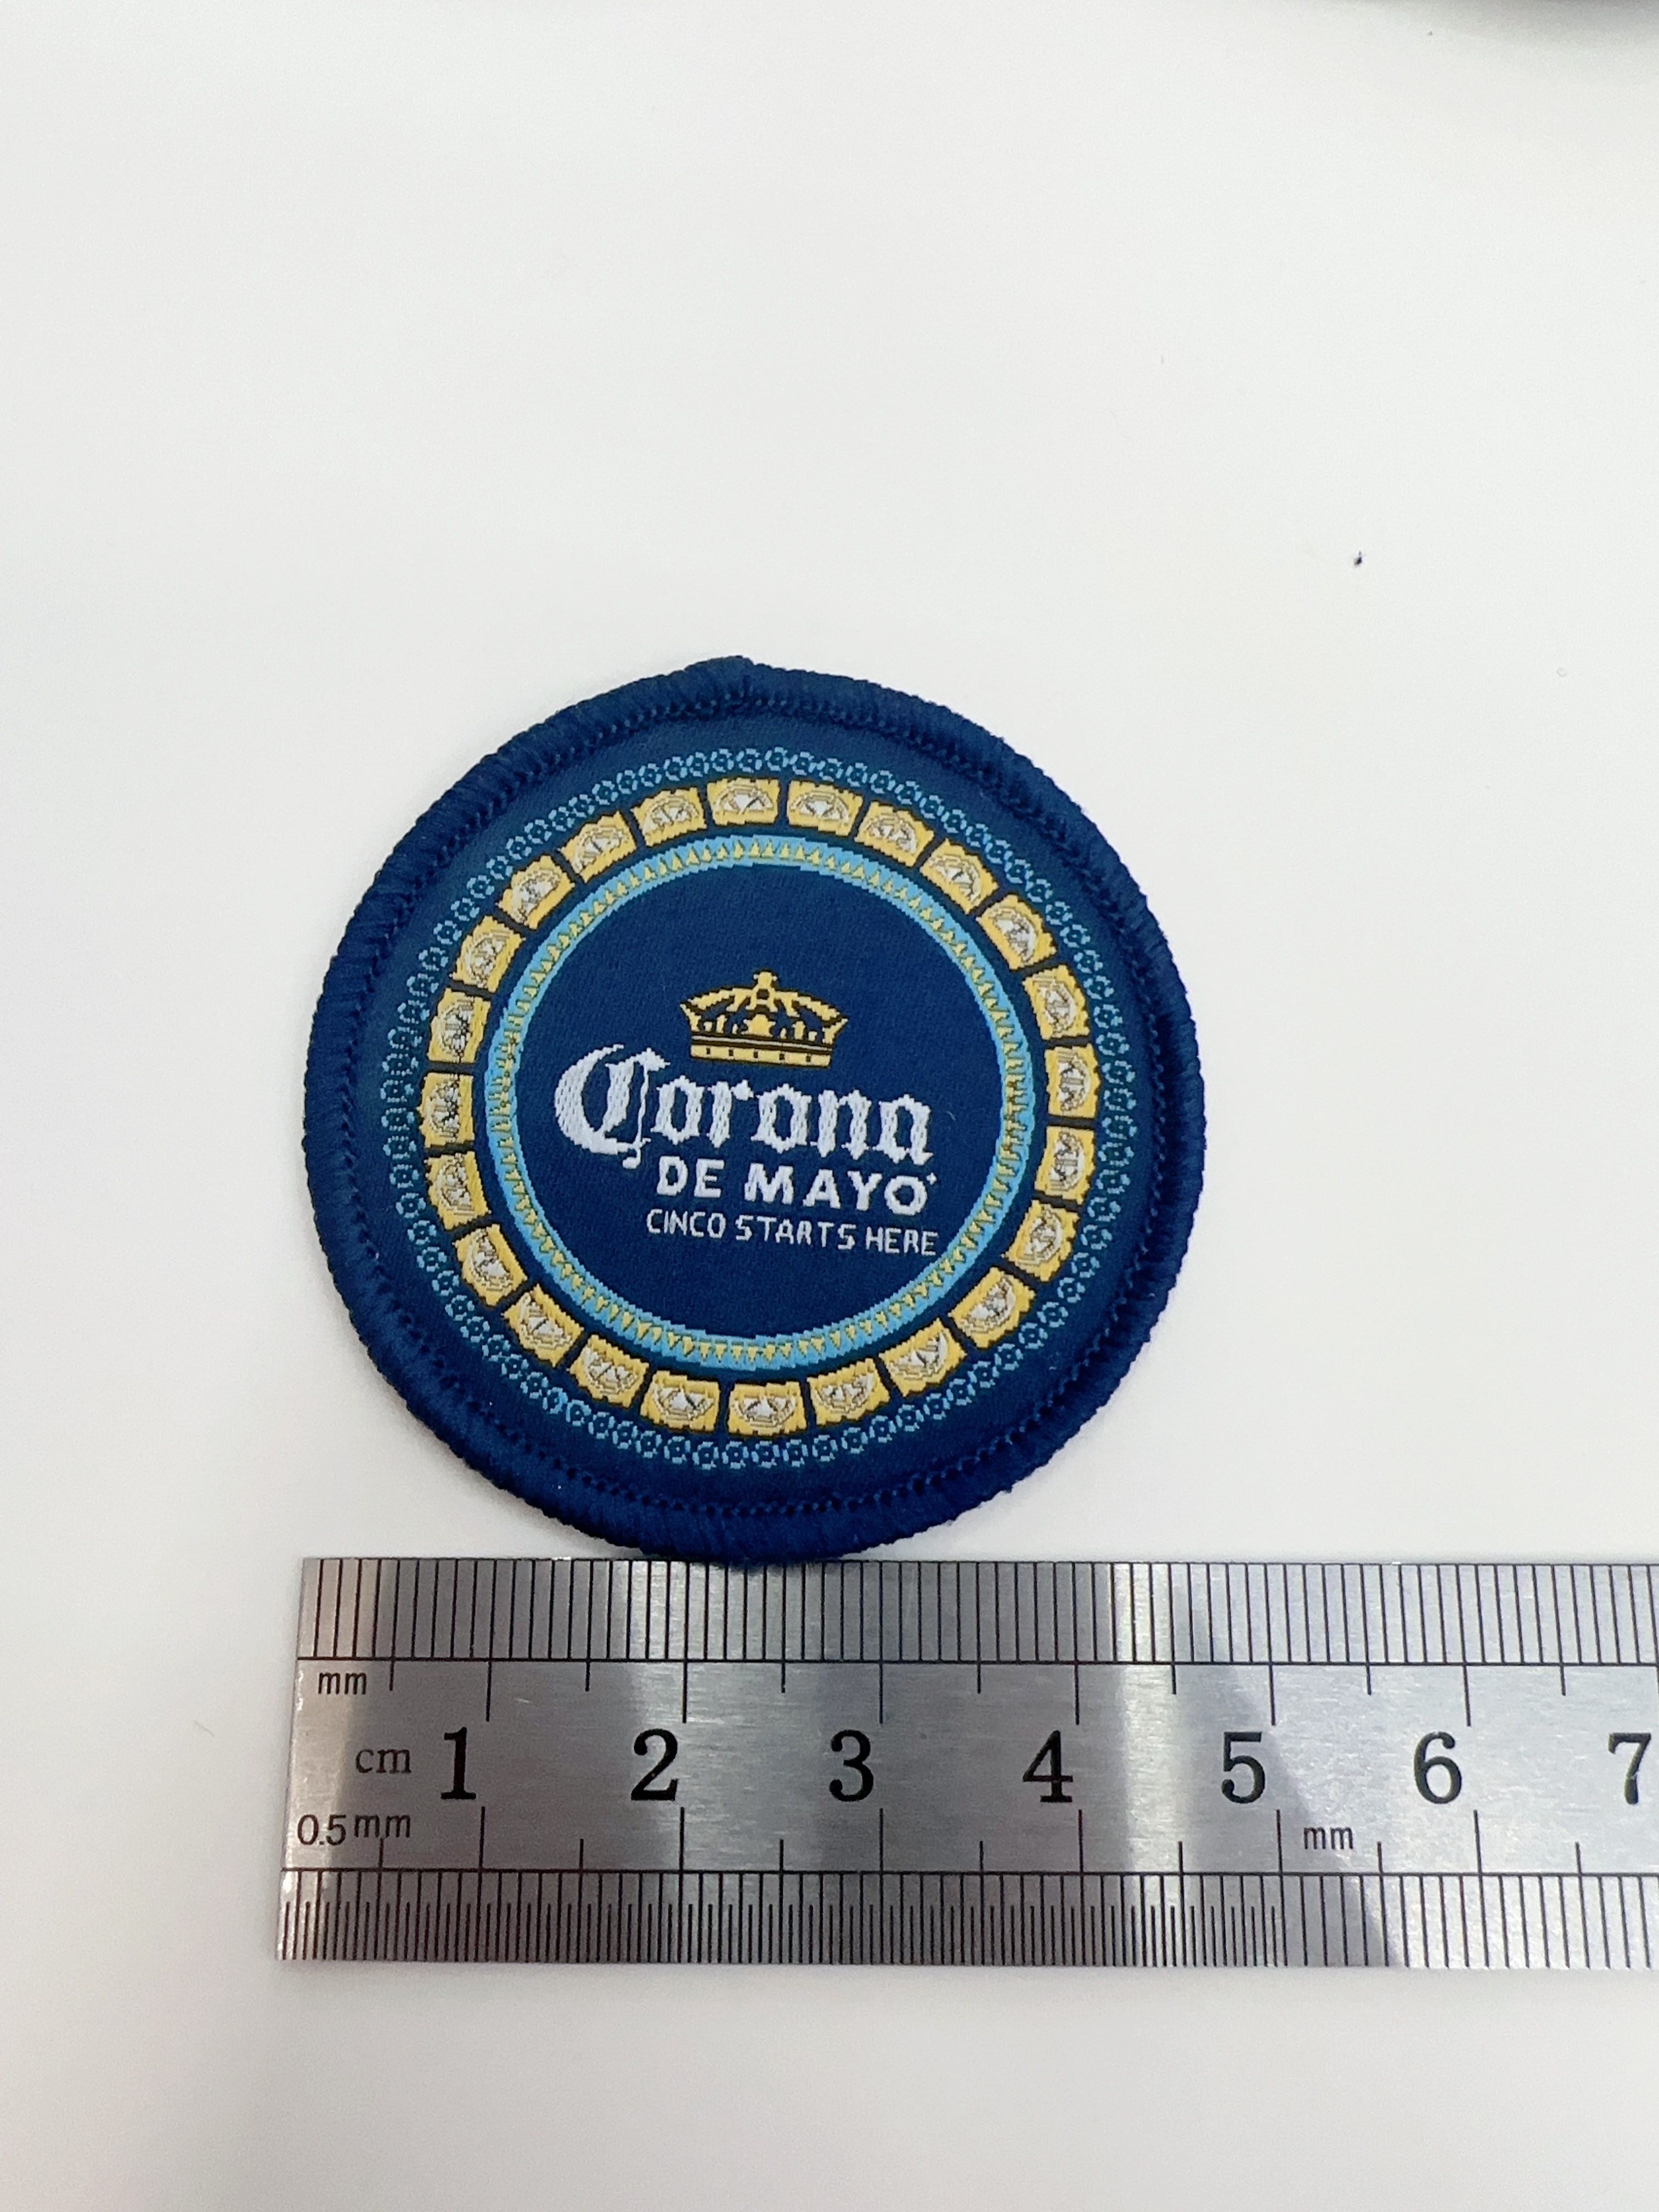 Corona
DE MAYO
CINCO STARTS HERE
mm
cm 1 2 3 4 5 6 7
0.5mm mm